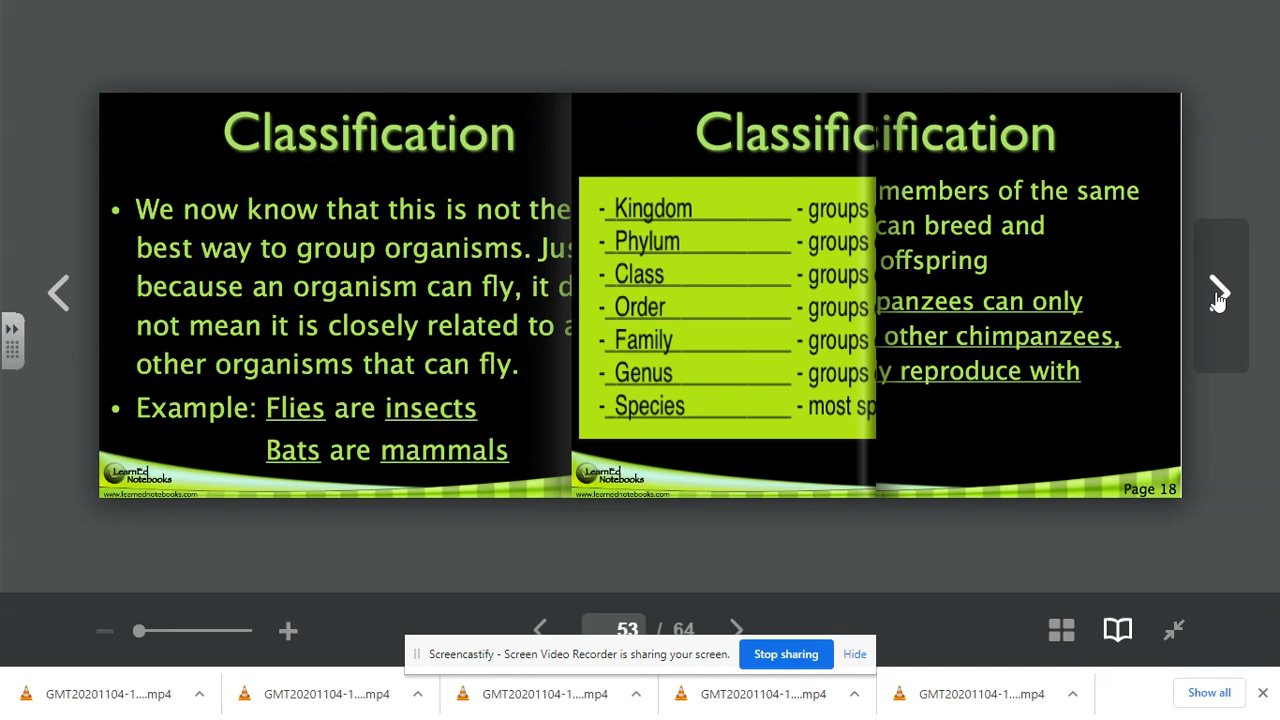 Classification
• We now know that this is not the
best way to group organisms. Jus
because an organism can fly, it d
not mean it is closely related to a
other organisms that can fly.
• Example: Flies are insects
Bats are mammals
LearnEd
Notebooks
www.learnednotebooks.com
Classific
- Kingdom - groups
- Phylum - groups
- Class - groups
- Order - groups
- Family - groups
- Genus - groups
- Species - most sp
LearnEd
Notebooks
www.learnednotebooks.com
ification
members of the same
can breed and
offspring
panzees can only
other chimpanzees,
y reproduce with
Page 18
53 / 64
Screencastify - Screen Video Recorder is sharing your screen.
Stop sharing
Hide
GMT20201104-1....mp4
GMT20201104-1....mp4
GMT20201104-1....mp4
GMT20201104-1....mp4
GMT20201104-1....mp4
Show all